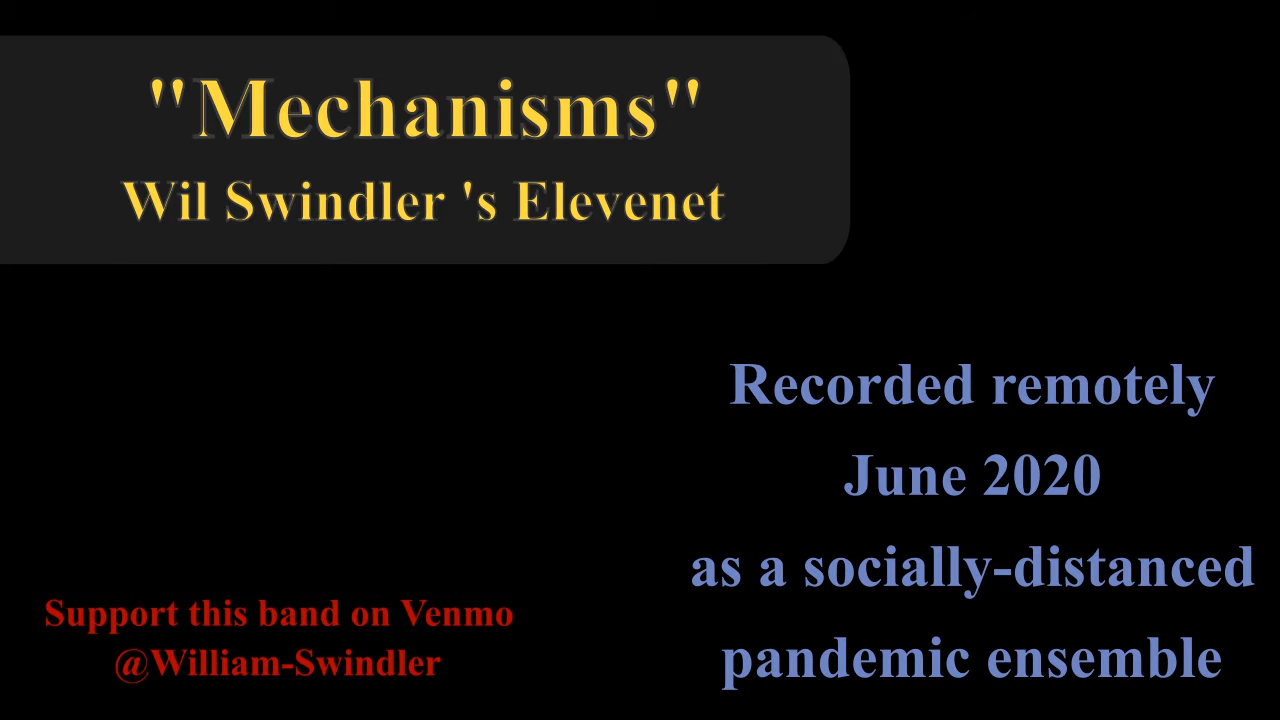 "Mechanisms"
Wil Swindler 's Elevenet
Recorded remotely
June 2020
as a socially-distanced
pandemic ensemble
Support this band on Venmo
@William-Swindler